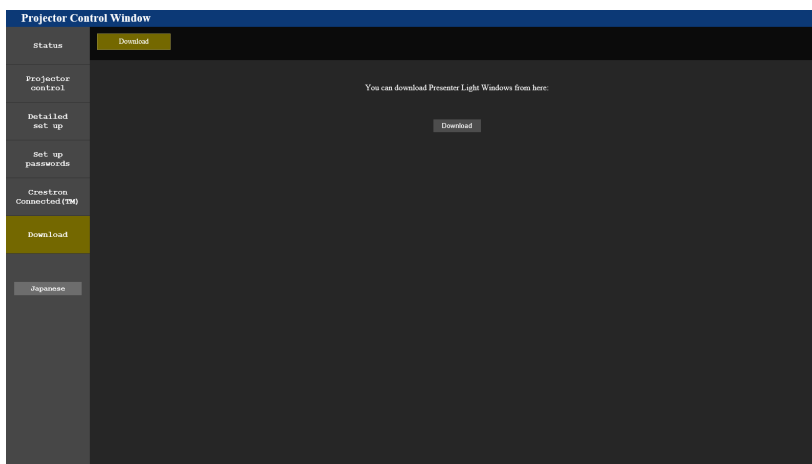 Projector Control Window
Status
Download
Projector
control
You can download Presenter Light Windows from here:
Detailed
set up
Download
Set up
passwords
Crestron
Connected(TM)
Download
Japanese